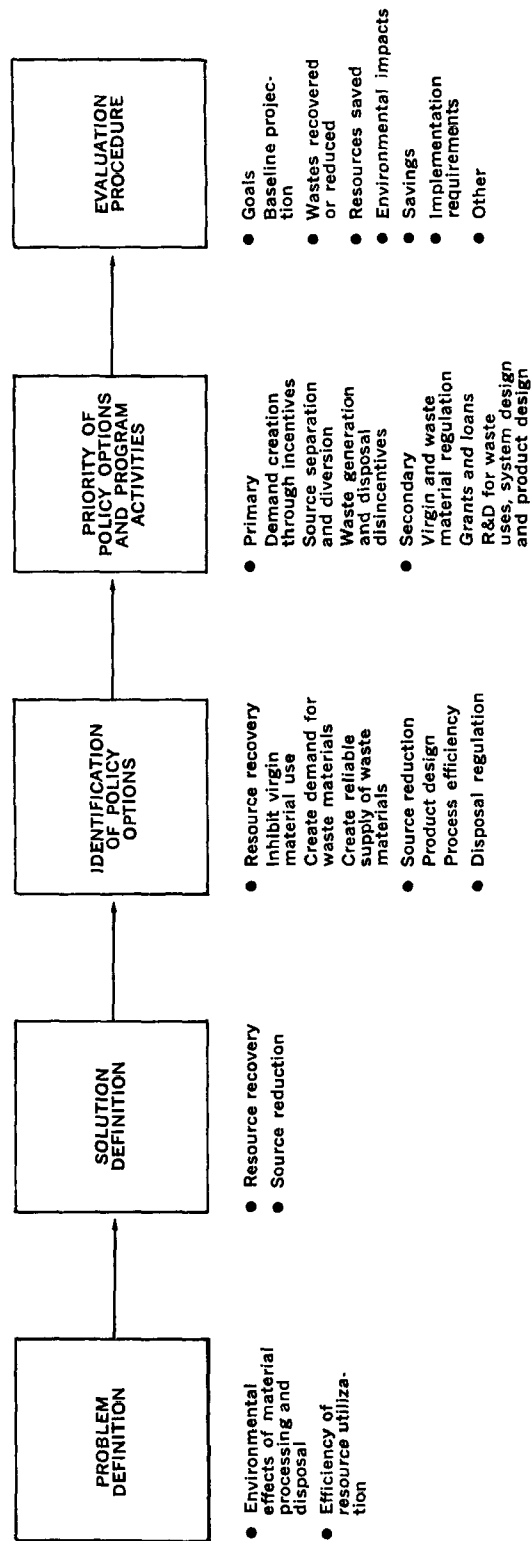 PROBLEM
DEFINITION
● Environmental
effects of material
processing and
disposal
● Efficiency of
resource utiliza-
tion
SOLUTION
DEFINITION
● Resource recovery
● Source reduction
IDENTIFICATION
OF POLICY
OPTIONS
● Resource recovery
Inhibit virgin
material use
Create demand for
waste materials
Create reliable
supply of waste
materials
● Source reduction
Product design
Process efficiency
● Disposal regulation
PRIORITY OF
POLICY OPTIONS
AND PROGRAM
ACTIVITIES
● Primary
Demand creation
through incentives
Source separation
and diversion
Waste generation
and disposal
disincentives
● Secondary
Virgin and waste
material regulation
Grants and loans
R&D for waste
uses, system design
and product design
EVALUATION
PROCEDURE
● Goals
Baseline projec-
tion
● Wastes recovered
or reduced
● Resources saved
● Environmental impacts
● Savings
● Implementation
requirements
● Other